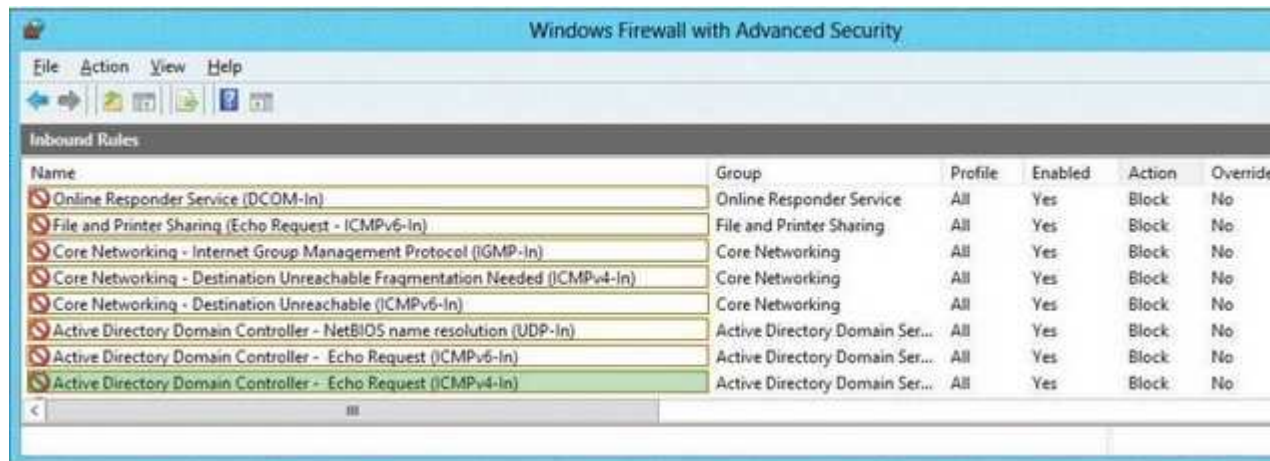 Windows Firewall with Advanced Security
File Action View Help
Inbound Rules
Name Group Profile Enabled Action Override
Online Responder Service (DCOM-In) Online Responder Service All Yes Block No
File and Printer Sharing (Echo Request - ICMPv6-In) File and Printer Sharing All Yes Block No
Core Networking - Internet Group Management Protocol (IGMP-In) Core Networking All Yes Block No
Core Networking - Destination Unreachable Fragmentation Needed (ICMPv4-In) Core Networking All Yes Block No
Core Networking - Destination Unreachable (ICMPv6-In) Core Networking All Yes Block No
Active Directory Domain Controller - NetBIOS name resolution (UDP-In) Active Directory Domain Ser... All Yes Block No
Active Directory Domain Controller - Echo Request (ICMPv6-In) Active Directory Domain Ser... All Yes Block No
Active Directory Domain Controller - Echo Request (ICMPv4-In) Active Directory Domain Ser... All Yes Block No